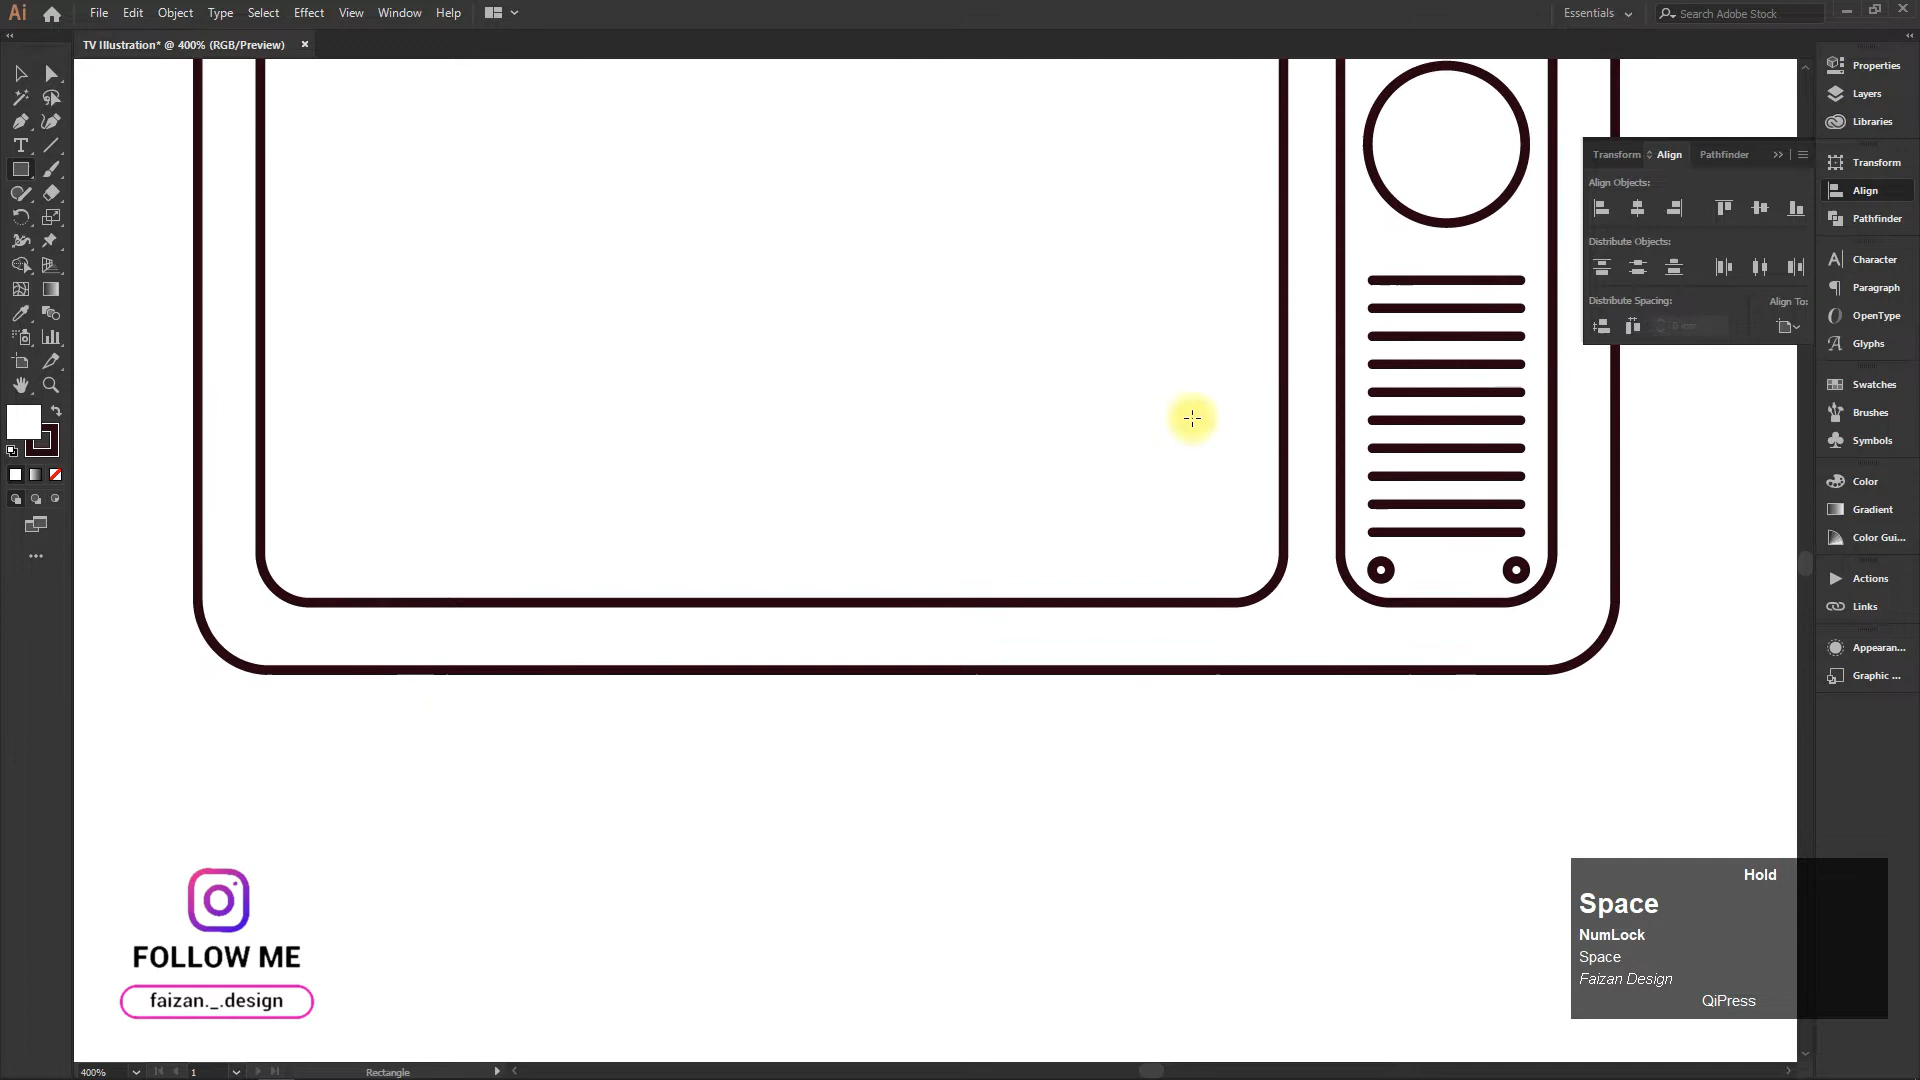 Ai
File Edit Object Type Select Effect View Window Help
Essentials
Search Adobe Stock
TV Illustration* @ 400% (RGB/Preview)
Properties
Layers
Libraries
Transform
Align
Pathfinder
Character
Paragraph
OpenType
Glyphs
Swatches
Brushes
Symbols
Color
Gradient
Color Gui...
Actions
Links
Appearan...
Graphic ...
Transform Align Pathfinder
Align Objects:
Distribute Objects:
Distribute Spacing: Align To:
FOLLOW ME
faizan._.design
Hold
Space
NumLock
Space
Faizan Design
QiPress
400% 1 Rectangle